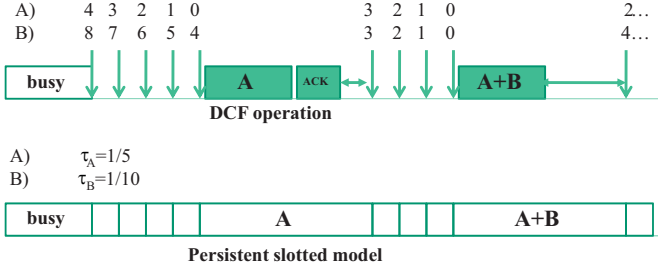 A) 4 3 2 1 0 3 2 1 0 2...
B) 8 7 6 5 4 3 2 1 0 4...
busy A ACK A+B
DCF operation
A) τA=1/5
B) τB=1/10
busy A A+B
Persistent slotted model